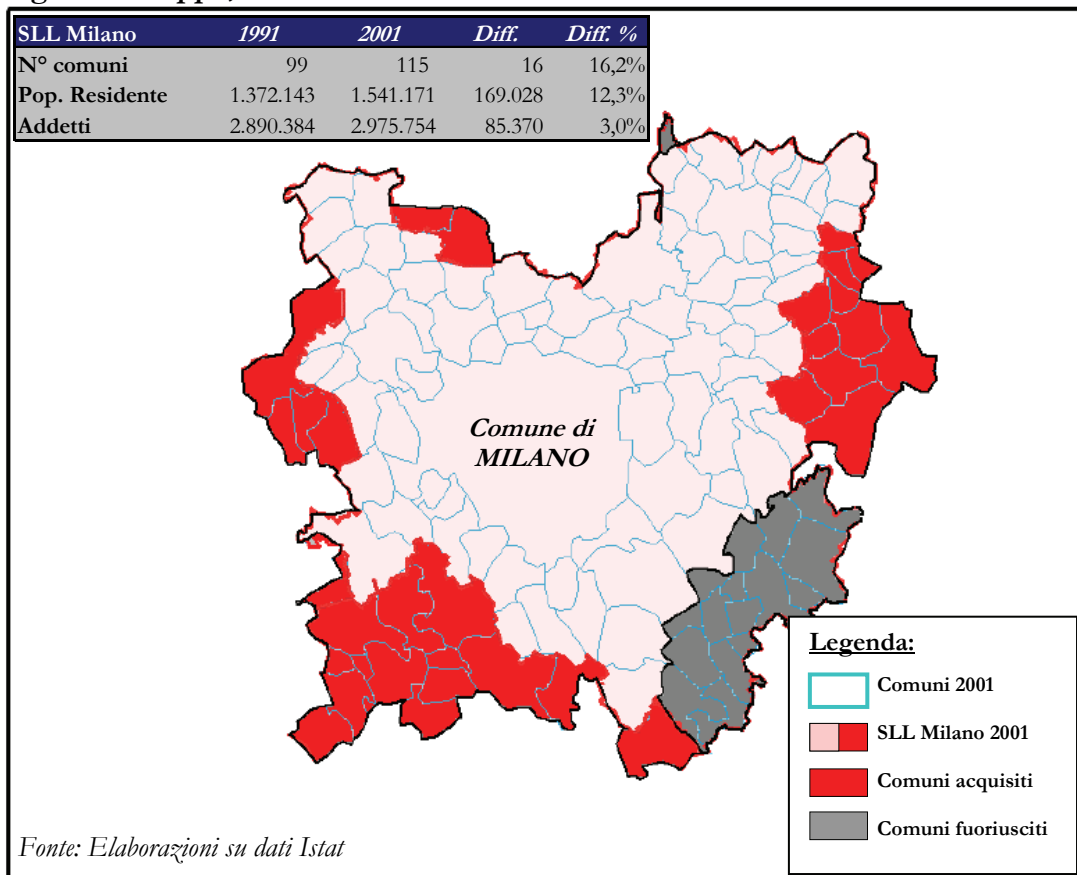 SLL Milano 1991 2001 Diff. Diff. %
N° comuni 99 115 16 16,2%
Pop. Residente 1.372.143 1.541.171 169.028 12,3%
Addetti 2.890.384 2.975.754 85.370 3,0%
Comune di
MILANO
Legenda:
Comuni 2001
SLL Milano 2001
Comuni acquisiti
Comuni fuoriusciti
Fonte: Elaborazioni su dati Istat